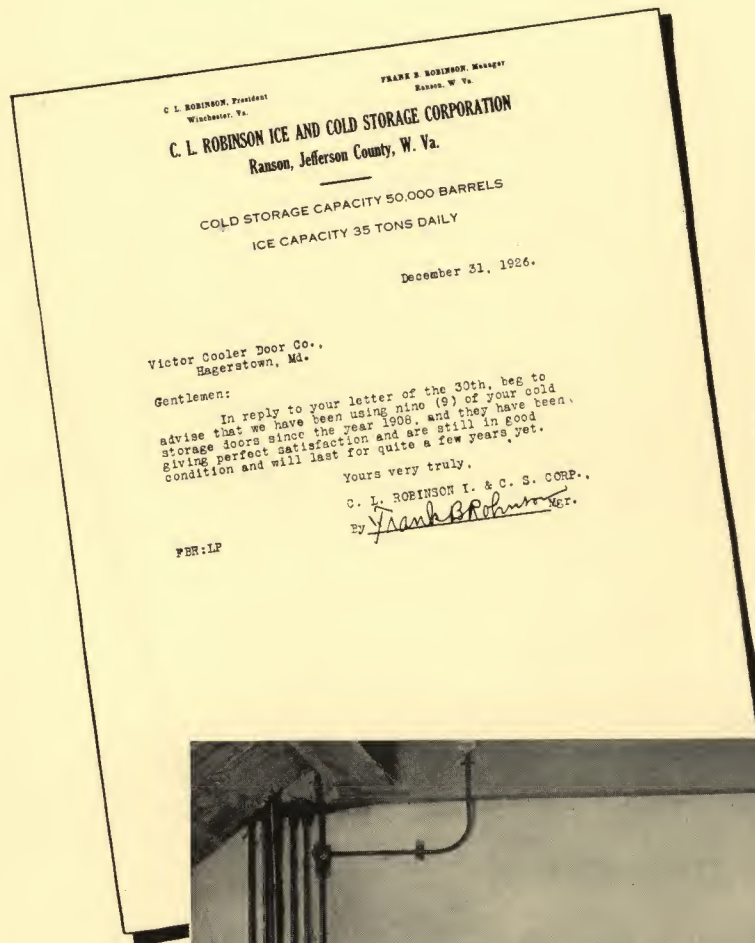 C L. ROBINSON, President
Winchester, Va.
FRANK B. ROBINSON, Manager
Ranson, W Va.
C. L. ROBINSON ICE AND COLD STORAGE CORPORATION
Ranson, Jefferson County, W. Va.
COLD STORAGE CAPACITY 50,000 BARRELS
ICE CAPACITY 35 TONS DAILY
December 31, 1926.
Victor Cooler Door Co.,
Hagerstown, Md.
Gentlemen:
In reply to your letter of the 30th, beg to
advise that we have been using nine (9) of your cold
storage doors since the year 1908, and they have been
giving perfect satisfaction and are still in good
condition and will last for quite a few years yet.
Yours very truly,
C. L. ROBINSON I. & C. S. CORP.,
By Frank B Robinson Mgr.
FBR:LP